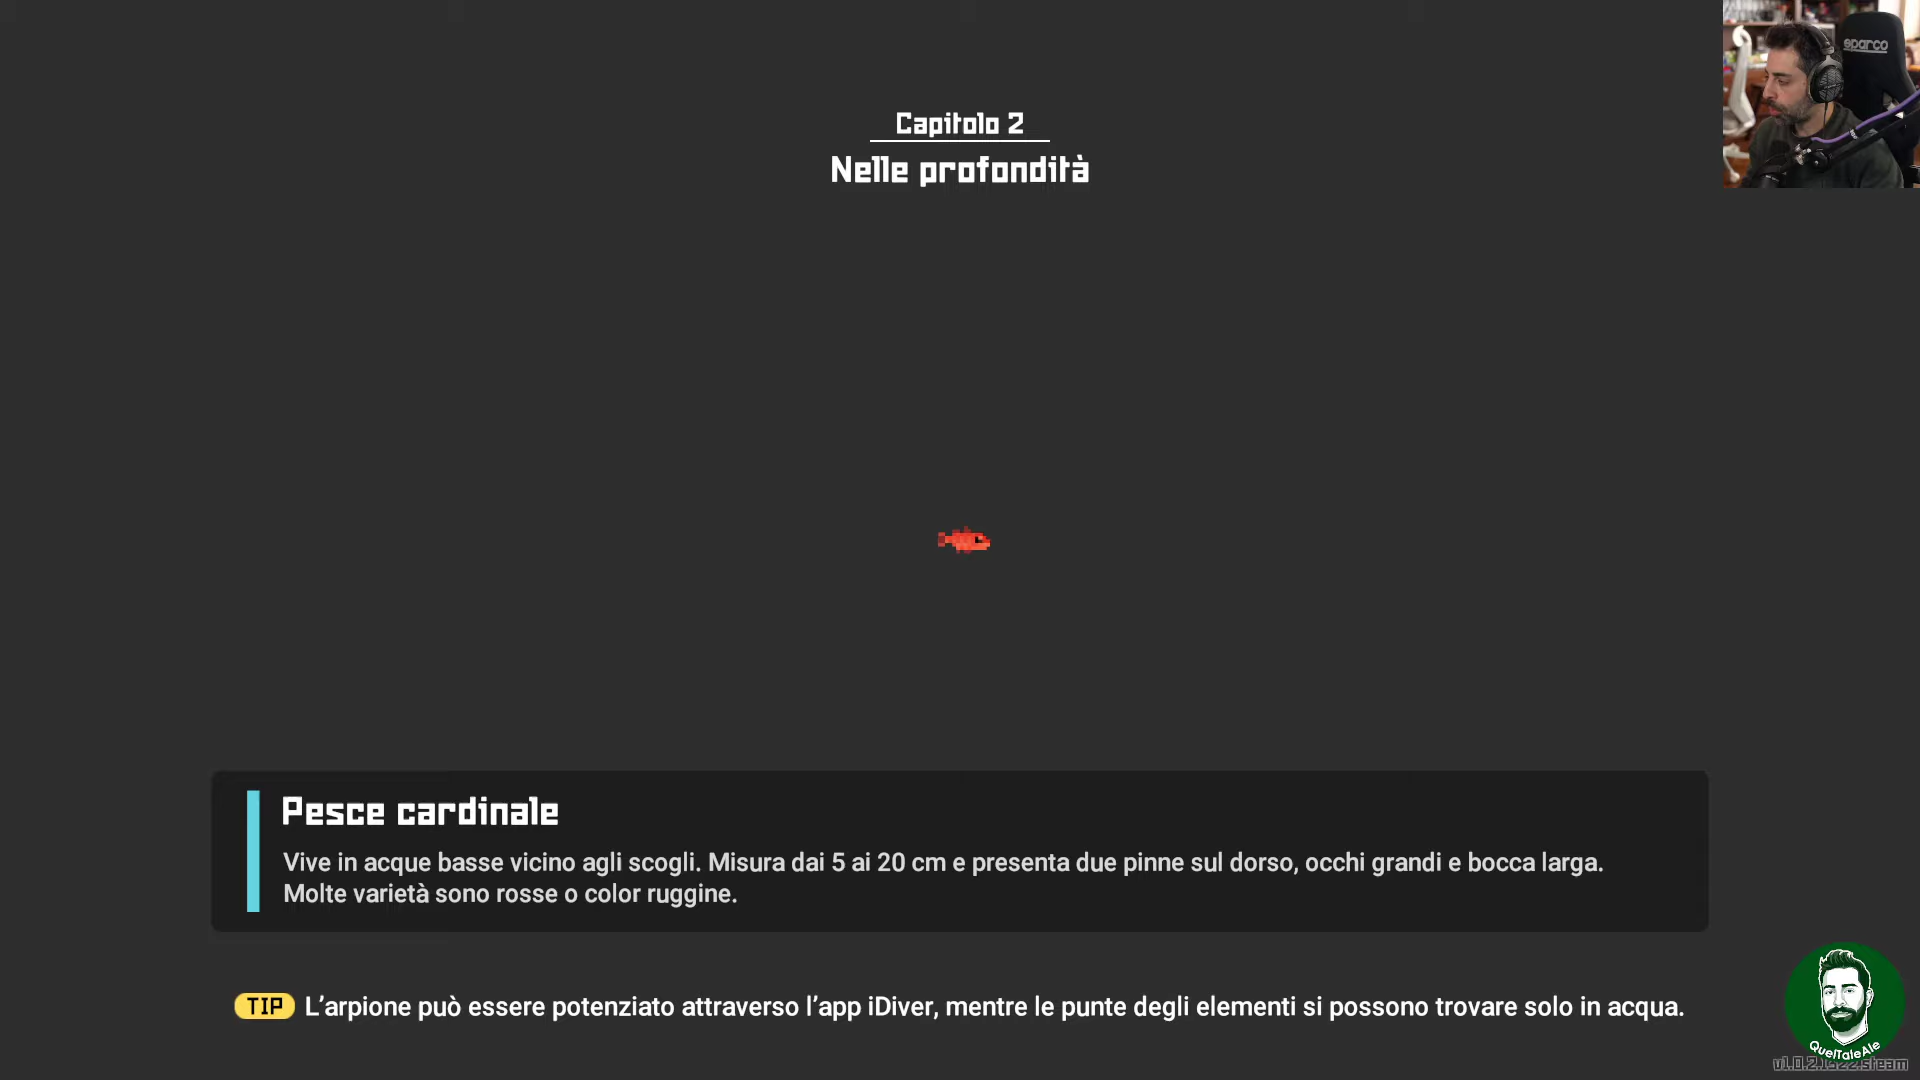 sparco
Capitolo 2
Nelle profondità
Pesce cardinale
Vive in acque basse vicino agli scogli. Misura dai 5 ai 20 cm e presenta due pinne sul dorso, occhi grandi e bocca larga.
Molte varietà sono rosse o color ruggine.
TIP L'arpione può essere potenziato attraverso l'app iDiver, mentre le punte degli elementi si possono trovare solo in acqua.
QuelTaleAle